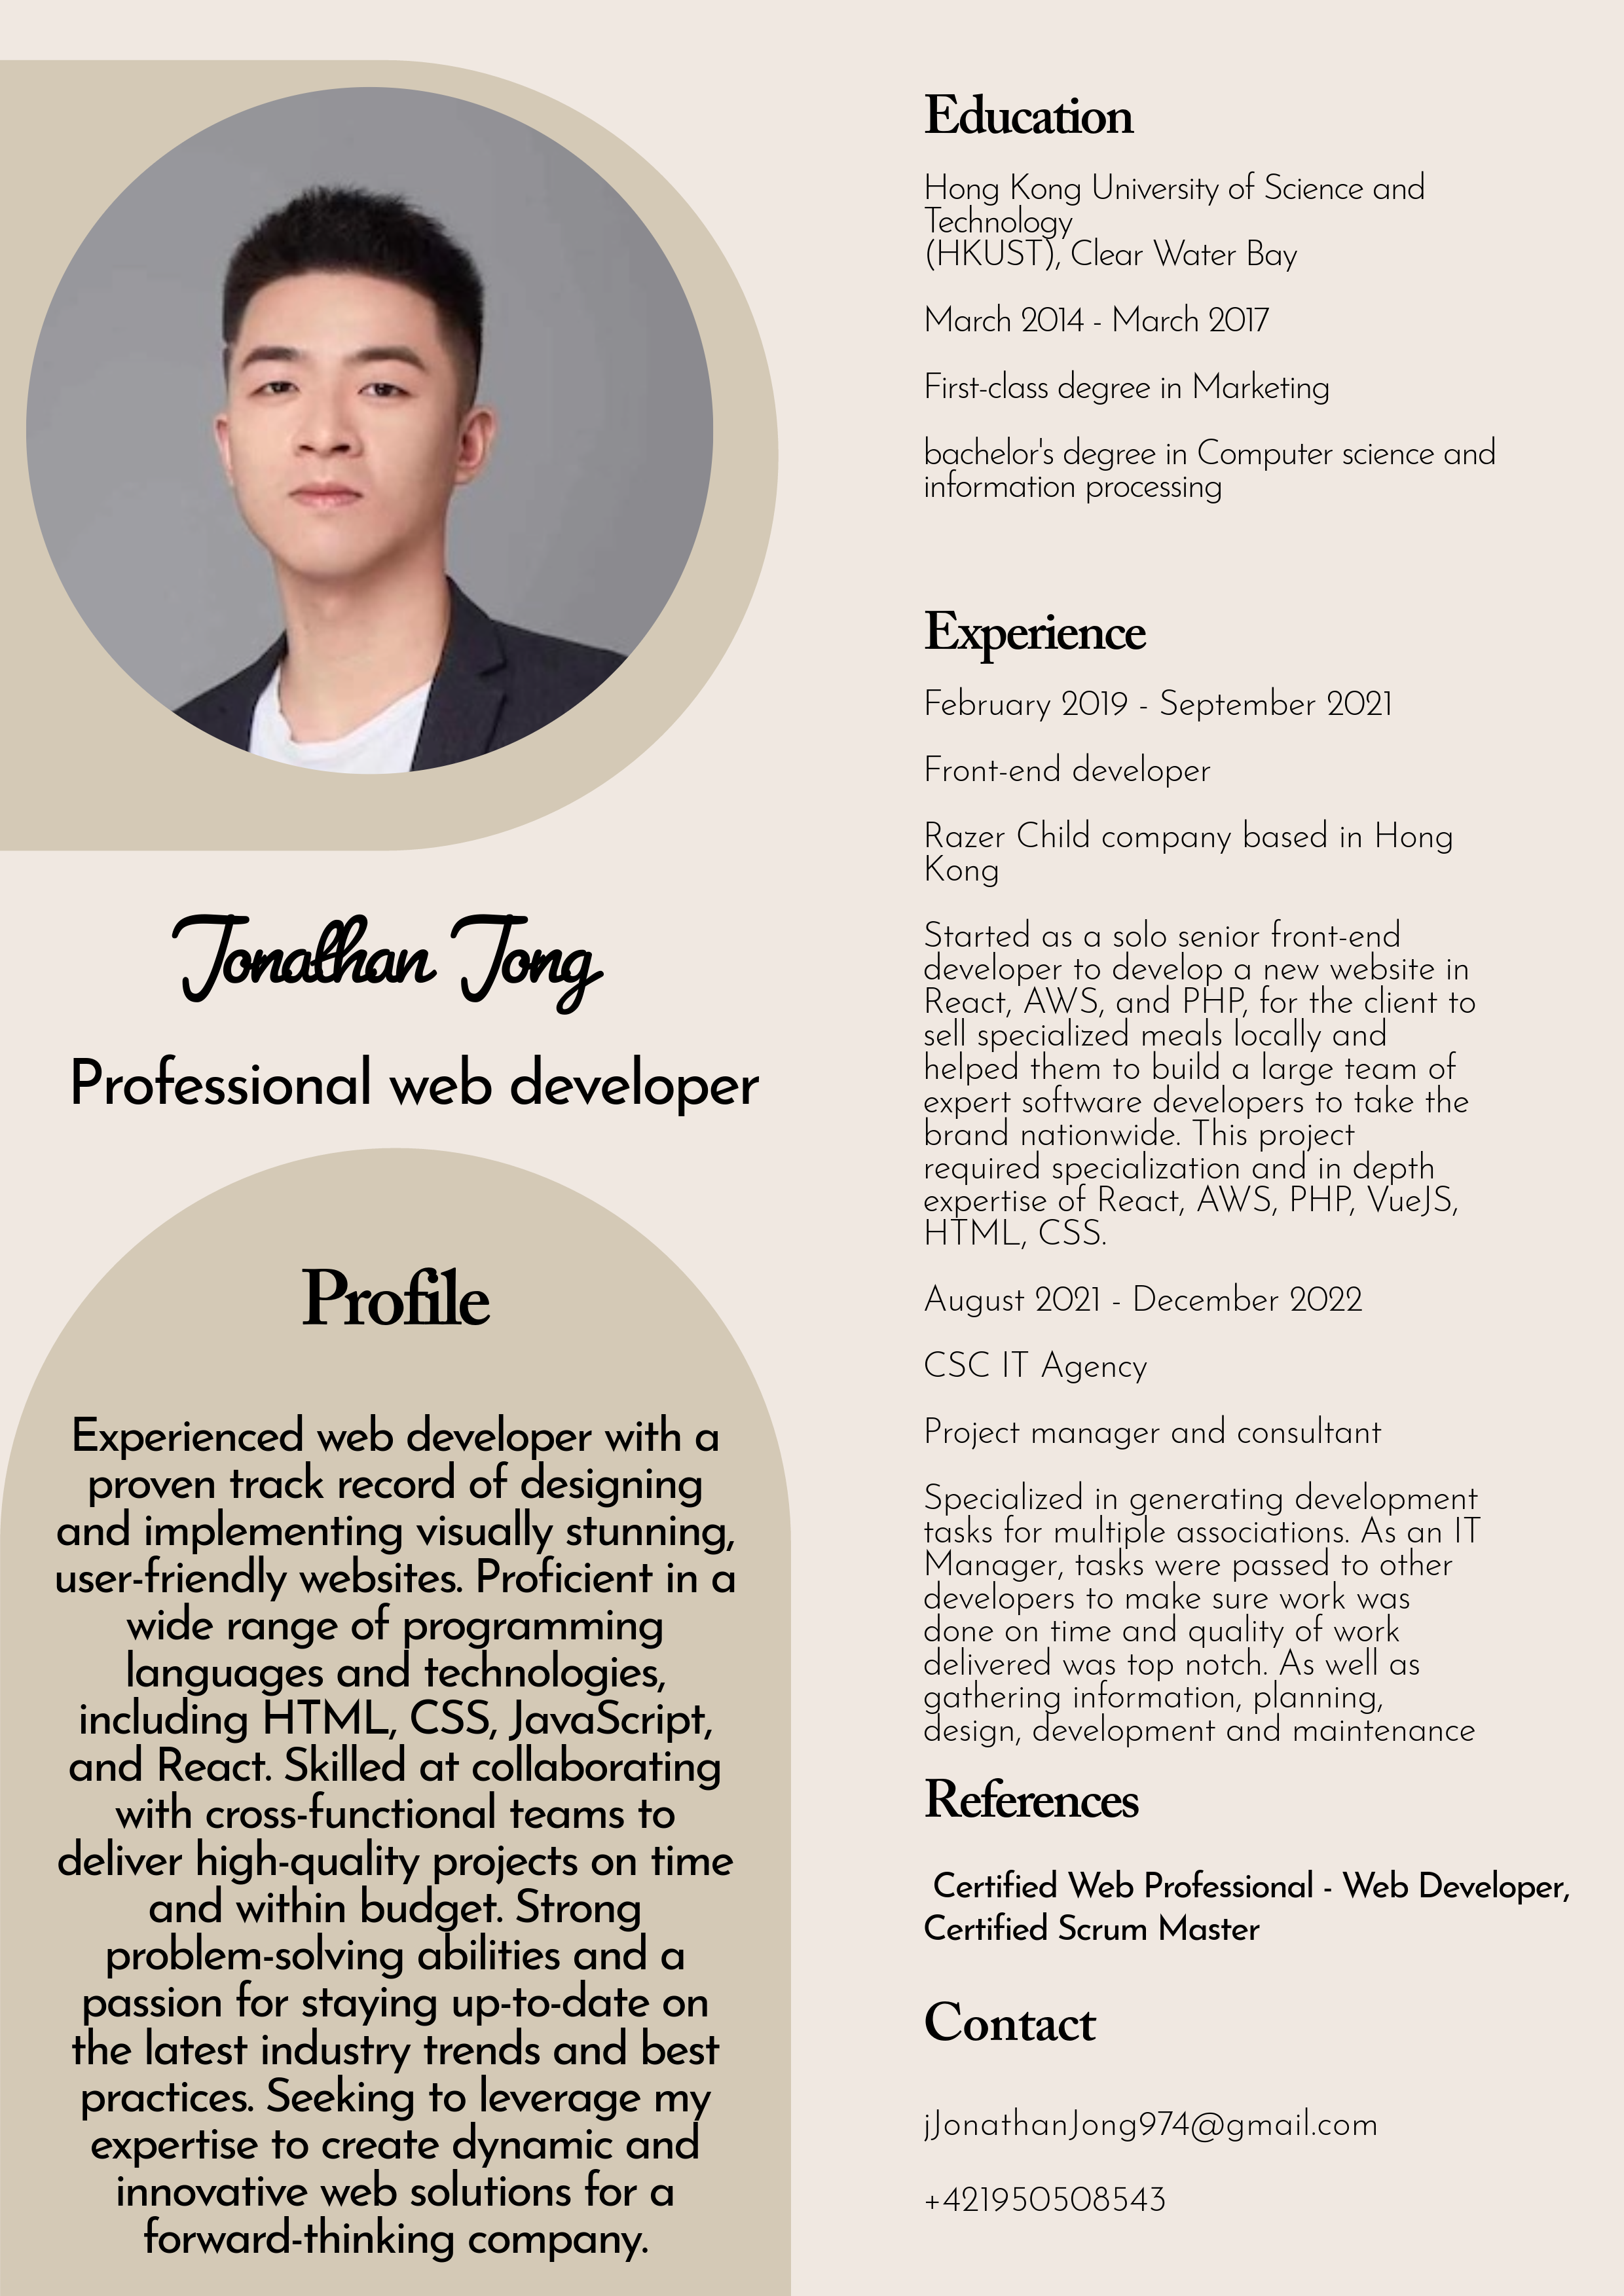 Jonathan Jong
Professional web developer
Profile
Experienced web developer with a
proven track record of designing
and implementing visually stunning,
user-friendly websites. Proficient in a
wide range of programming
languages and technologies,
including HTML, CSS, JavaScript,
and React. Skilled at collaborating
with cross-functional teams to
deliver high-quality projects on time
and within budget. Strong
problem-solving abilities and a
passion for staying up-to-date on
the latest industry trends and best
practices. Seeking to leverage my
expertise to create dynamic and
innovative web solutions for a
forward-thinking company.
Education
Hong Kong University of Science and
Technology
(HKUST), Clear Water Bay
March 2014 - March 2017
First-class degree in Marketing
bachelor's degree in Computer science and
information processing
Experience
February 2019 - September 2021
Front-end developer
Razer Child company based in Hong
Kong
Started as a solo senior front-end
developer to develop a new website in
React, AWS, and PHP, for the client to
sell specialized meals locally and
helped them to build a large team of
expert software developers to take the
brand nationwide. This project
required specialization and in depth
expertise of React, AWS, PHP, VueJS,
HTML, CSS.
August 2021 - December 2022
CSC IT Agency
Project manager and consultant
Specialized in generating development
tasks for multiple associations. As an IT
Manager, tasks were passed to other
developers to make sure work was
done on time and quality of work
delivered was top notch. As well as
gathering information, planning,
design, development and maintenance
References
Certified Web Professional - Web Developer,
Certified Scrum Master
Contact
jJonathanJong974@gmail.com
+421950508543